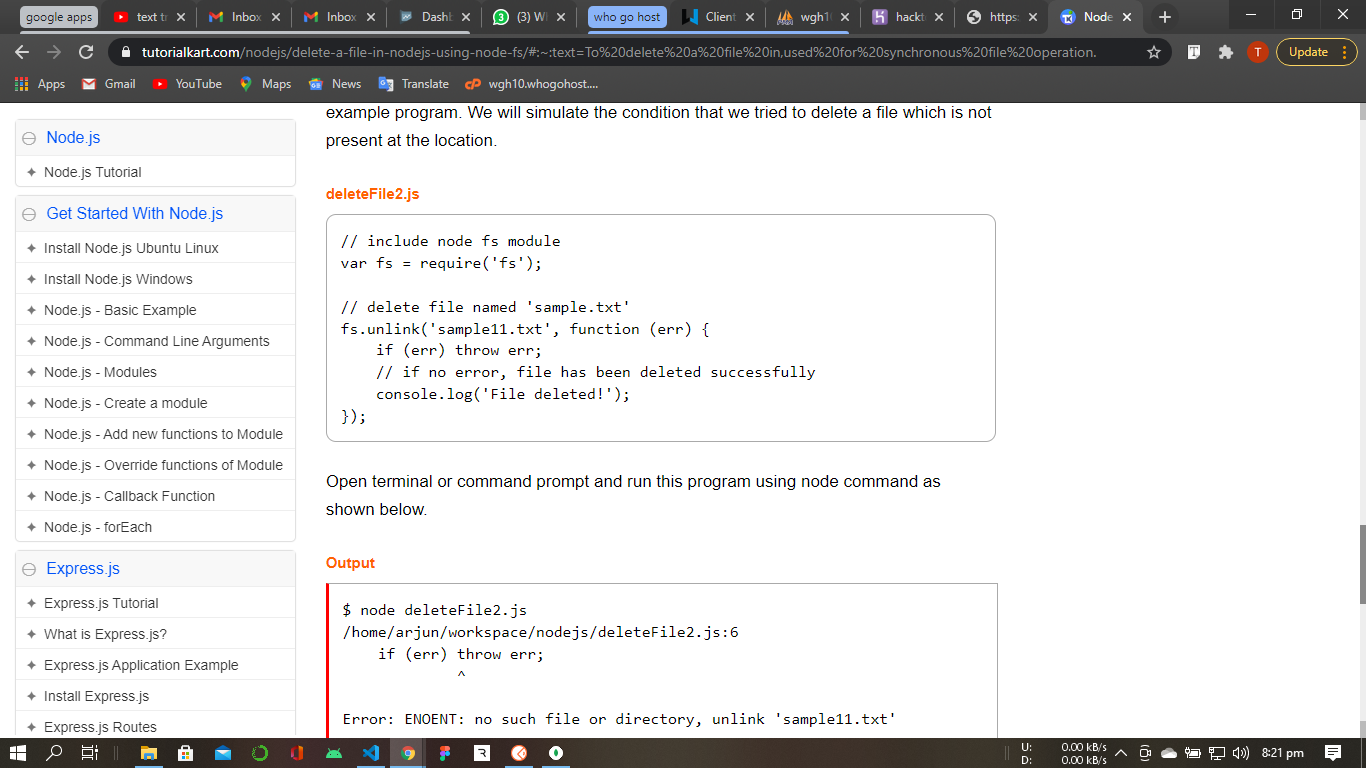 google apps
text tr
Inbox
Inbox
Dashl
(3) W
who go host
Client
wgh1
hackt
https:
Node
tutorialkart.com/nodejs/delete-a-file-in-nodejs-using-node-fs/#:~:text=To%20delete%20a%20file%20in,used%20for%20synchronous%20file%20operation.
T
Update
Apps
Gmail
YouTube
Maps
News
Translate
wgh10.whogohost....
Node.js
Node.js Tutorial
Get Started With Node.js
Install Node.js Ubuntu Linux
Install Node.js Windows
Node.js - Basic Example
Node.js - Command Line Arguments
Node.js - Modules
Node.js - Create a module
Node.js - Add new functions to Module
Node.js - Override functions of Module
Node.js - Callback Function
Node.js - forEach
Express.js
Express.js Tutorial
What is Express.js?
Express.js Application Example
Install Express.js
Express.js Routes
example program. We will simulate the condition that we tried to delete a file which is not
present at the location.
deleteFile2.js
// include node fs module
var fs = require('fs');
// delete file named 'sample.txt'
fs.unlink('sample11.txt', function (err) {
    if (err) throw err;
    // if no error, file has been deleted successfully
    console.log('File deleted!');
});
Open terminal or command prompt and run this program using node command as
shown below.
Output
$ node deleteFile2.js
/home/arjun/workspace/nodejs/deleteFile2.js:6
    if (err) throw err;
             ^
Error: ENOENT: no such file or directory, unlink 'sample11.txt'
U: 0.00 kB/s
D: 0.00 kB/s
8:21 pm